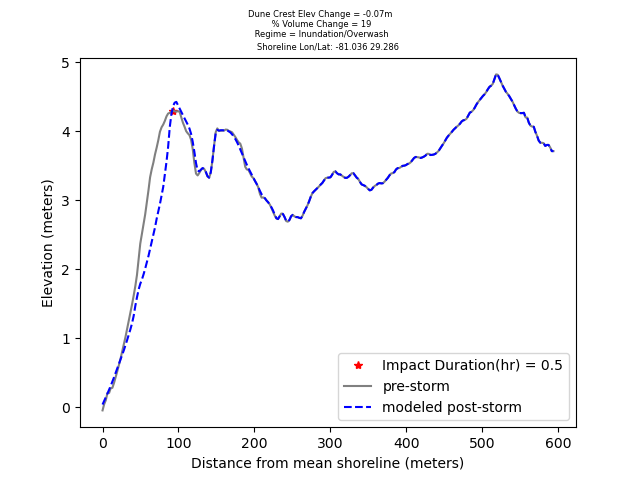 Dune Crest Elev Change = -0.07m
% Volume Change = 19
Regime = Inundation/Overwash
Shoreline Lon/Lat: -81.036 29.286
5
4
3
2
1
0
Elevation (meters)
Impact Duration(hr) = 0.5
pre-storm
modeled post-storm
0 100 200 300 400 500 600
Distance from mean shoreline (meters)